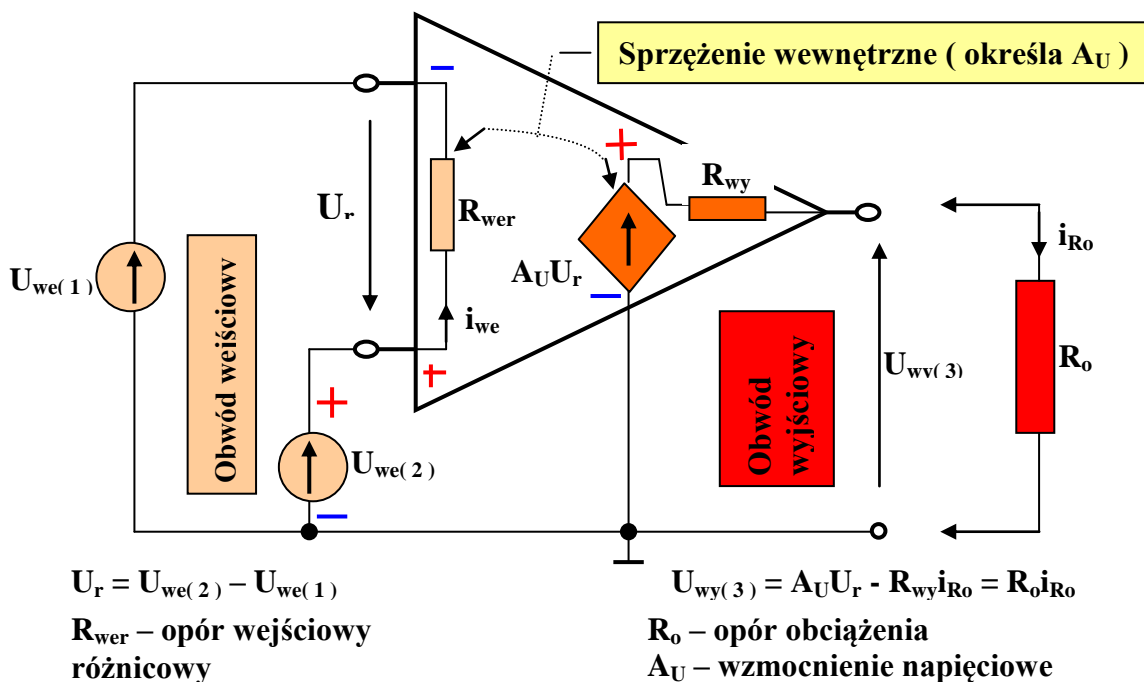 Sprzężenie wewnętrzne ( określa AU )
−
+
Rwy
Ur
Rwer
iRo
Uwe( 1 )
Obwód weiściowy
AUUr
−
iwe
+
Obwód
wyjściowy
Uwy( 3 )
Ro
+
Uwe( 2 )
−
Ur = Uwe( 2 ) – Uwe( 1 )
Rwer – opór wejściowy
różnicowy
Uwy( 3 ) = AUUr - RwyiRo = RoiRo
Ro – opór obciążenia
AU – wzmocnienie napięciowe